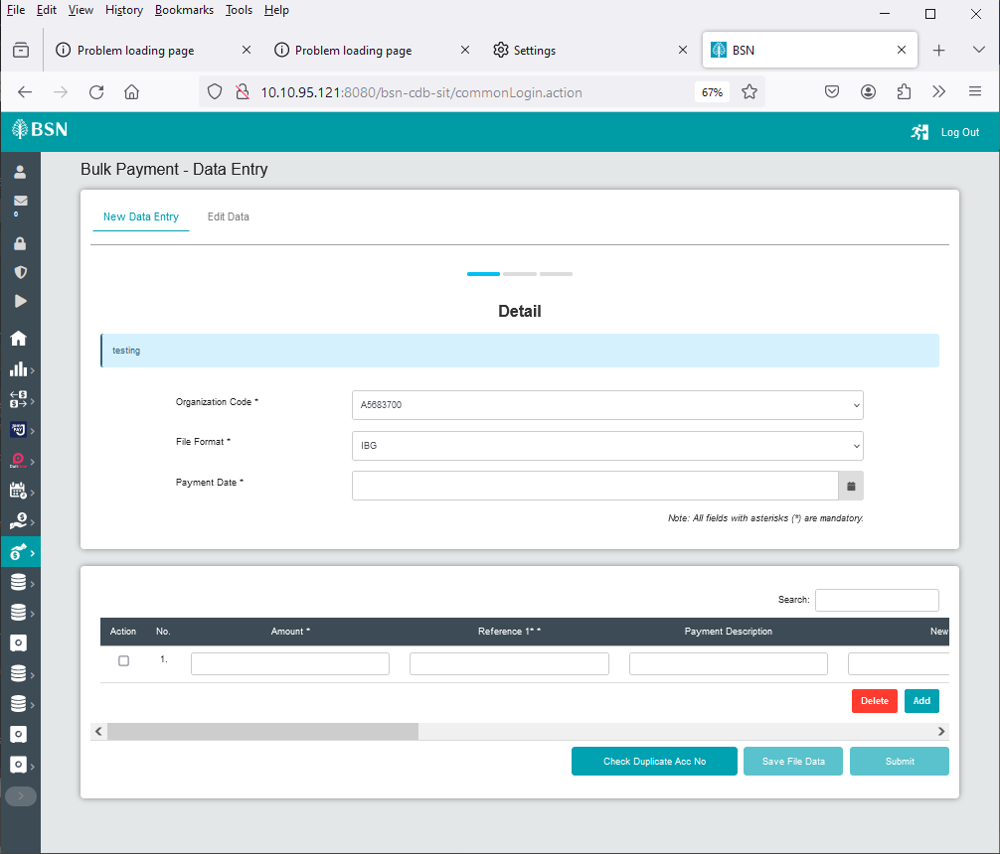 File Edit View History Bookmarks Tools Help
Problem loading page
Problem loading page
Settings
BSN
10.10.95.121:8080/bsn-cdb-sit/commonLogin.action
67%
BSN
Log Out
0
Bulk Payment - Data Entry
New Data Entry
Edit Data
Detail
testing
Organization Code *
A5683700
File Format *
IBG
Payment Date *
Note: All fields with asterisks (*) are mandatory.
Search:
Action No. Amount * Reference 1* * Payment Description New
1.
Delete
Add
Check Duplicate Acc No
Save File Data
Submit